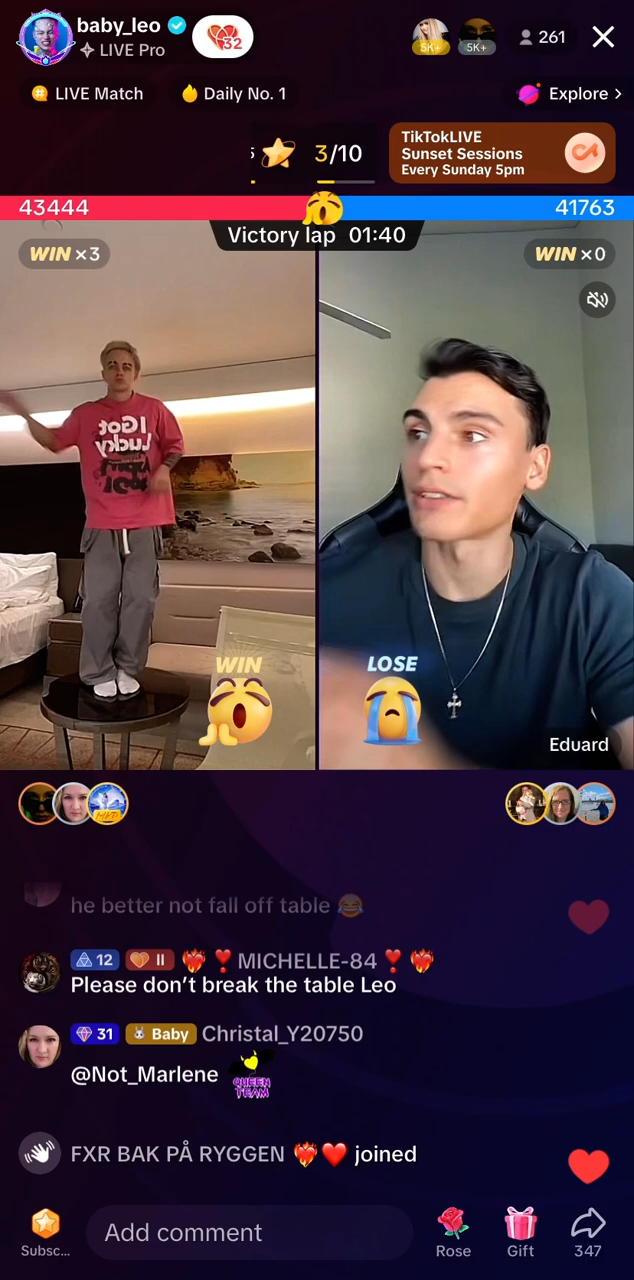 baby_leo
LIVE Pro
32
5K+
5K+
261
LIVE Match
Daily No. 1
Explore >
5
3/10
TikTokLIVE
Sunset Sessions
Every Sunday 5pm
43444
41763
Victory lap 01:40
WIN ×3
WIN ×0
I Got
Lucky
WIN
LOSE
Eduard
he better not fall off table 😂
12 II ❤️‍🔥❣️MICHELLE-84❣️❤️‍🔥
Please don't break the table Leo
31 Baby Christal_Y20750
@Not_Marlene
QUEEN
TEAM
FXR BAK PÅ RYGGEN ❤️‍🔥❤️ joined
Subsc...
Add comment
Rose
Gift
347